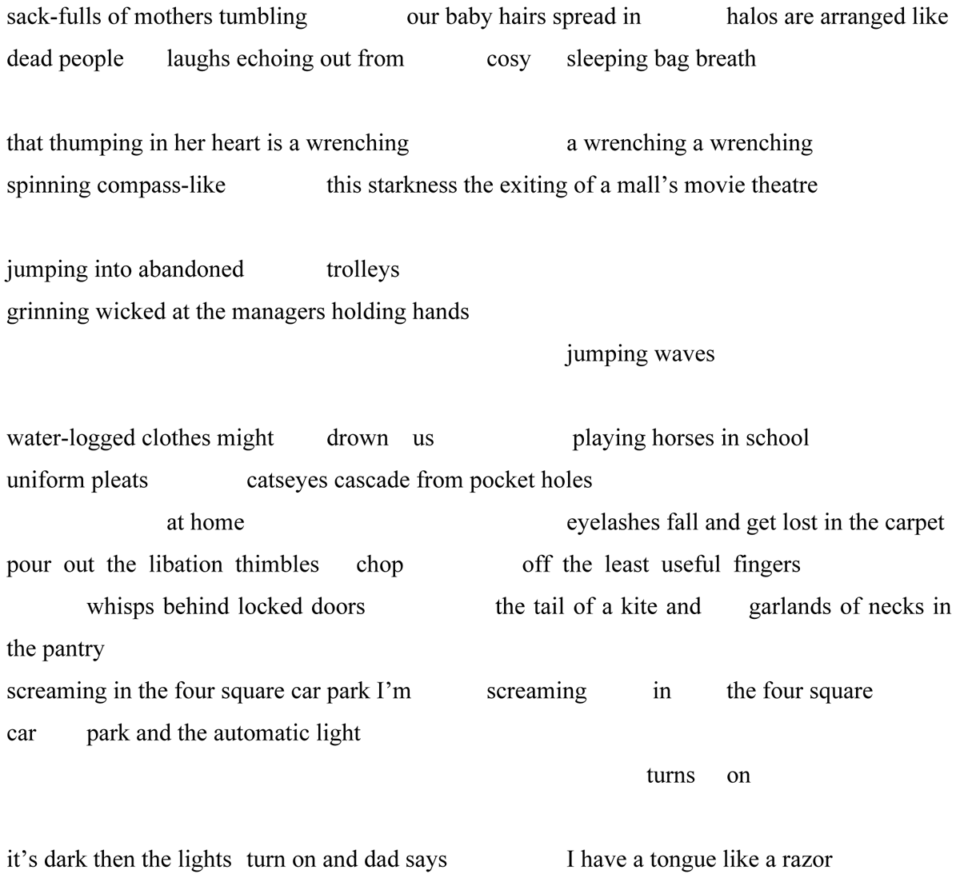 sack-fulls of mothers tumbling our baby hairs spread in halos are arranged like
dead people laughs echoing out from cosy sleeping bag breath
that thumping in her heart is a wrenching a wrenching a wrenching
spinning compass-like this starkness the exiting of a mall’s movie theatre
jumping into abandoned trolleys
grinning wicked at the managers holding hands
jumping waves
water-logged clothes might drown us playing horses in school
uniform pleats catseyes cascade from pocket holes
at home eyelashes fall and get lost in the carpet
pour out the libation thimbles chop off the least useful fingers
whisps behind locked doors the tail of a kite and garlands of necks in
the pantry
screaming in the four square car park I’m screaming in the four square
car park and the automatic light
turns on
it’s dark then the lights turn on and dad says I have a tongue like a razor